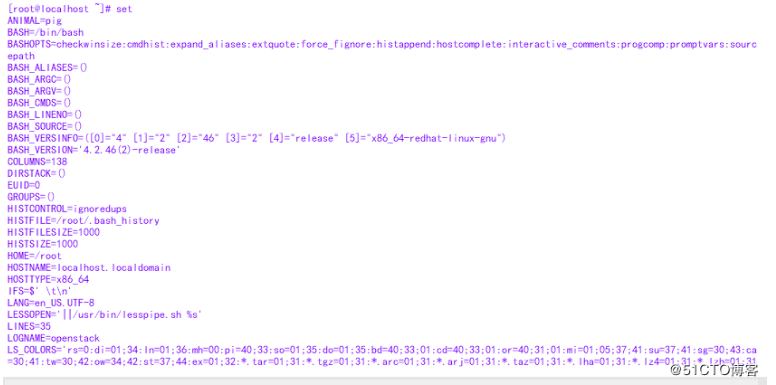 [root@localhost ~]# set
ANIMAL=pig
BASH=/bin/bash
BASHOPTS=checkwinsize:cmdhist:expand_aliases:extquote:force_fignore:histappend:hostcomplete:interactive_comments:progcomp:promptvars:sourc
epath
BASH_ALIASES=()
BASH_ARGC=()
BASH_ARGV=()
BASH_CMDS=()
BASH_LINENO=()
BASH_SOURCE=()
BASH_VERSINFO=([0]="4" [1]="2" [2]="46" [3]="2" [4]="release" [5]="x86_64-redhat-linux-gnu")
BASH_VERSION='4.2.46(2)-release'
COLUMNS=138
DIRSTACK=()
EUID=0
GROUPS=()
HISTCONTROL=ignoredups
HISTFILE=/root/.bash_history
HISTFILESIZE=1000
HISTSIZE=1000
HOME=/root
HOSTNAME=localhost.localdomain
HOSTTYPE=x86_64
IFS=$' \t\n'
LANG=en_US.UTF-8
LESSOPEN='||/usr/bin/lesspipe.sh %s'
LINES=35
LOGNAME=openstack
LS_COLORS='rs=0:di=01;34:ln=01;36:mh=00:pi=40;33:so=01;35:do=01;35:bd=40;33;01:cd=40;33;01:or=40;31;01:mi=01;05;37;41:su=37;41:sg=30;43:ca
=30;41:tw=30;42:ow=34;42:st=37;44:ex=01;32:*.tar=01;31:*.tgz=01;31:*.arc=01;31:*.arj=01;31:*.taz=01;31:*.lha=01;31:*.lz4=01;31:*.lzh=01;31
@51CTO博客